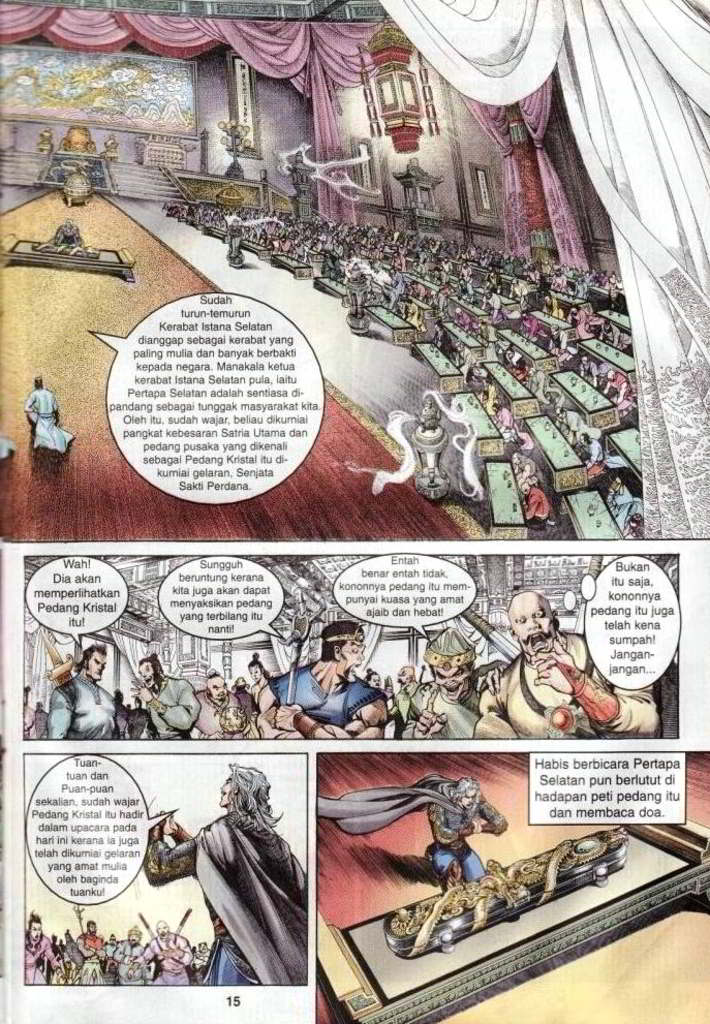 Sudah
turun-temurun
Kerabat Istana Selatan
dianggap sebagai kerabat yang
paling mulia dan banyak berbakti
kepada negara. Manakala ketua
kerabat Istana Selatan pula, iaitu
Pertapa Selatan adalah sentiasa di-
pandang sebagai tunggak masyarakat kita.
Oleh itu, sudah wajar, beliau dikurniai
pangkat kebesaran Satria Utama dan
pedang pusaka yang dikenali
sebagai Pedang Kristal itu di-
kurniai gelaran, Senjata
Sakti Perdana.
Wah!
Dia akan
memperlihatkan
Pedang Kristal
itu!
Sungguh
beruntung kerana
kita juga akan dapat
menyaksikan pedang
yang terbilang itu
nanti!
Entah
benar entah tidak,
kononnya pedang itu mem-
punyai kuasa yang amat
ajaib dan hebat!
Bukan
itu saja,
kononnya
pedang itu juga
telah kena
sumpah!
Jangan-
jangan...
Tuan-
tuan dan
Puan-puan
sekalian, sudah wajar
Pedang Kristal itu hadir
dalam upacara pada
hari ini kerana ia juga
telah dikurniai gelaran
yang amat mulia
oleh baginda
tuanku!
Habis berbicara Pertapa
Selatan pun berlutut di
hadapan peti pedang itu
dan membaca doa.
15